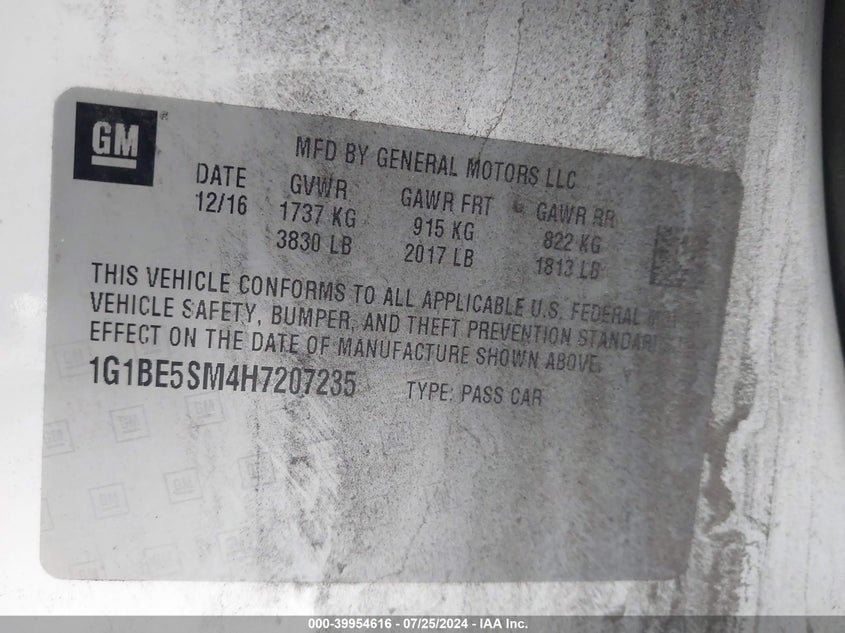 GM
MFD BY GENERAL MOTORS LLC
DATE GVWR GAWR FRT GAWR RR
12/16 1737 KG 915 KG 822 KG
3830 LB 2017 LB 1813 LB
THIS VEHICLE CONFORMS TO ALL APPLICABLE U.S. FEDERAL
VEHICLE SAFETY, BUMPER, AND THEFT PREVENTION STANDARDS
EFFECT ON THE DATE OF MANUFACTURE SHOWN ABOVE.
1G1BE5SM4H7207235 TYPE: PASS CAR
000-39954616 - 07/25/2024 - IAA Inc.